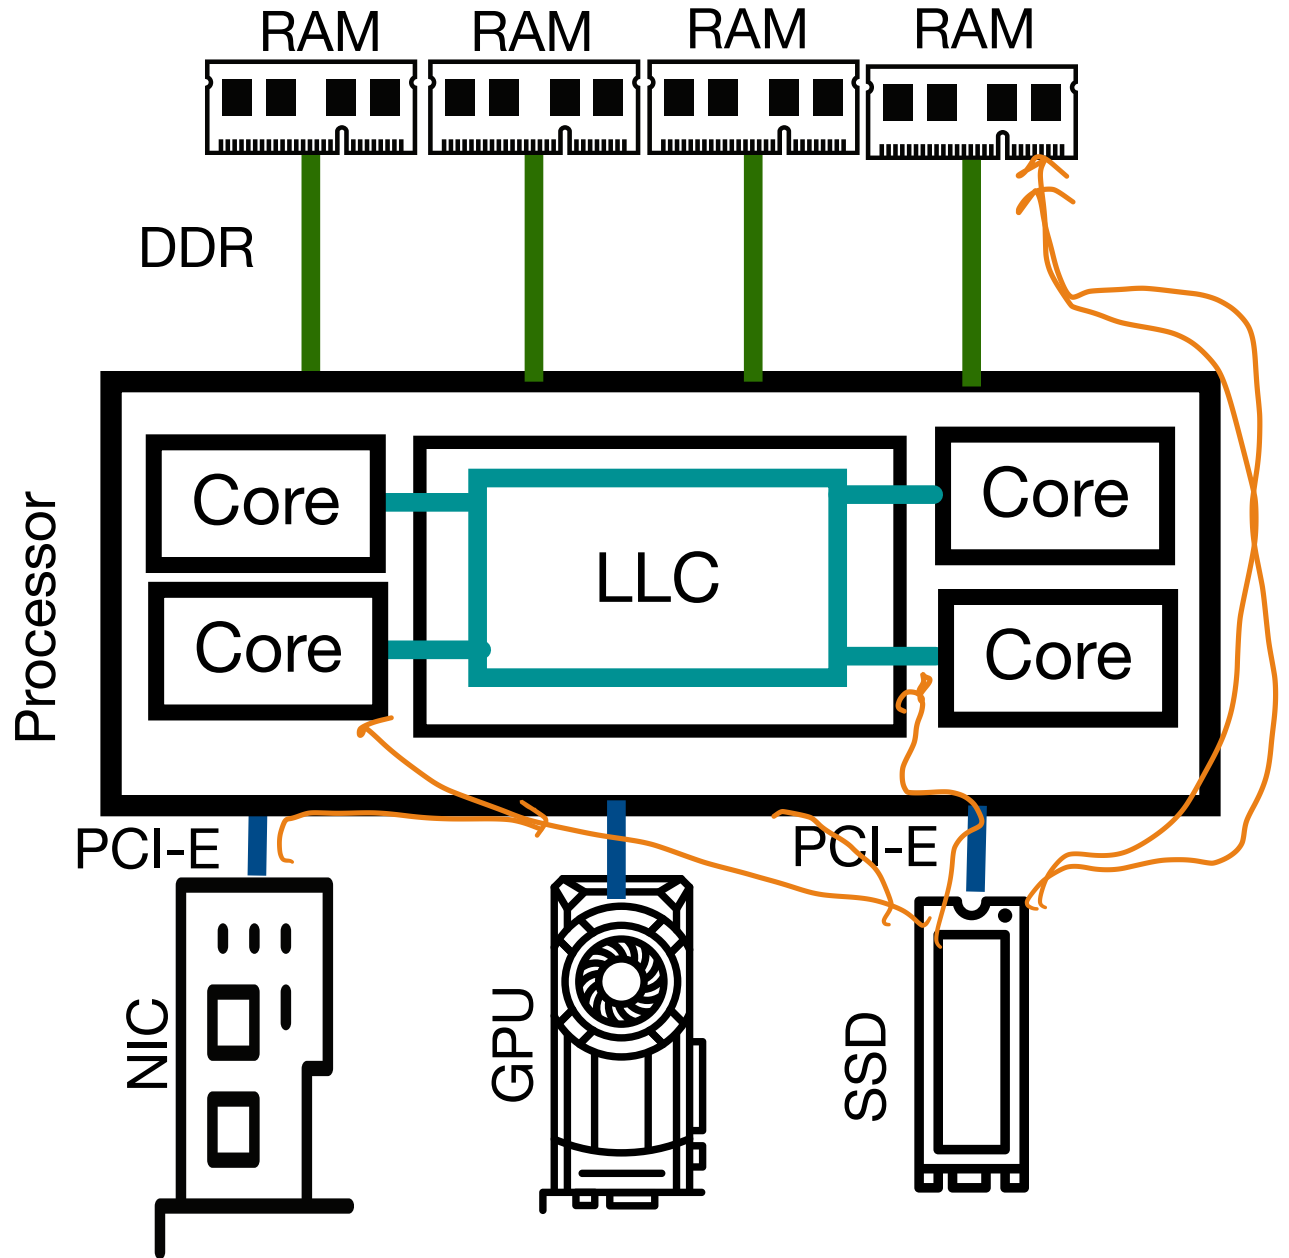 RAM
RAM
RAM
RAM
DDR
Processor
Core
LLC
Core
Core
Core
PCI-E
PCI-E
NIC
GPU
SSD